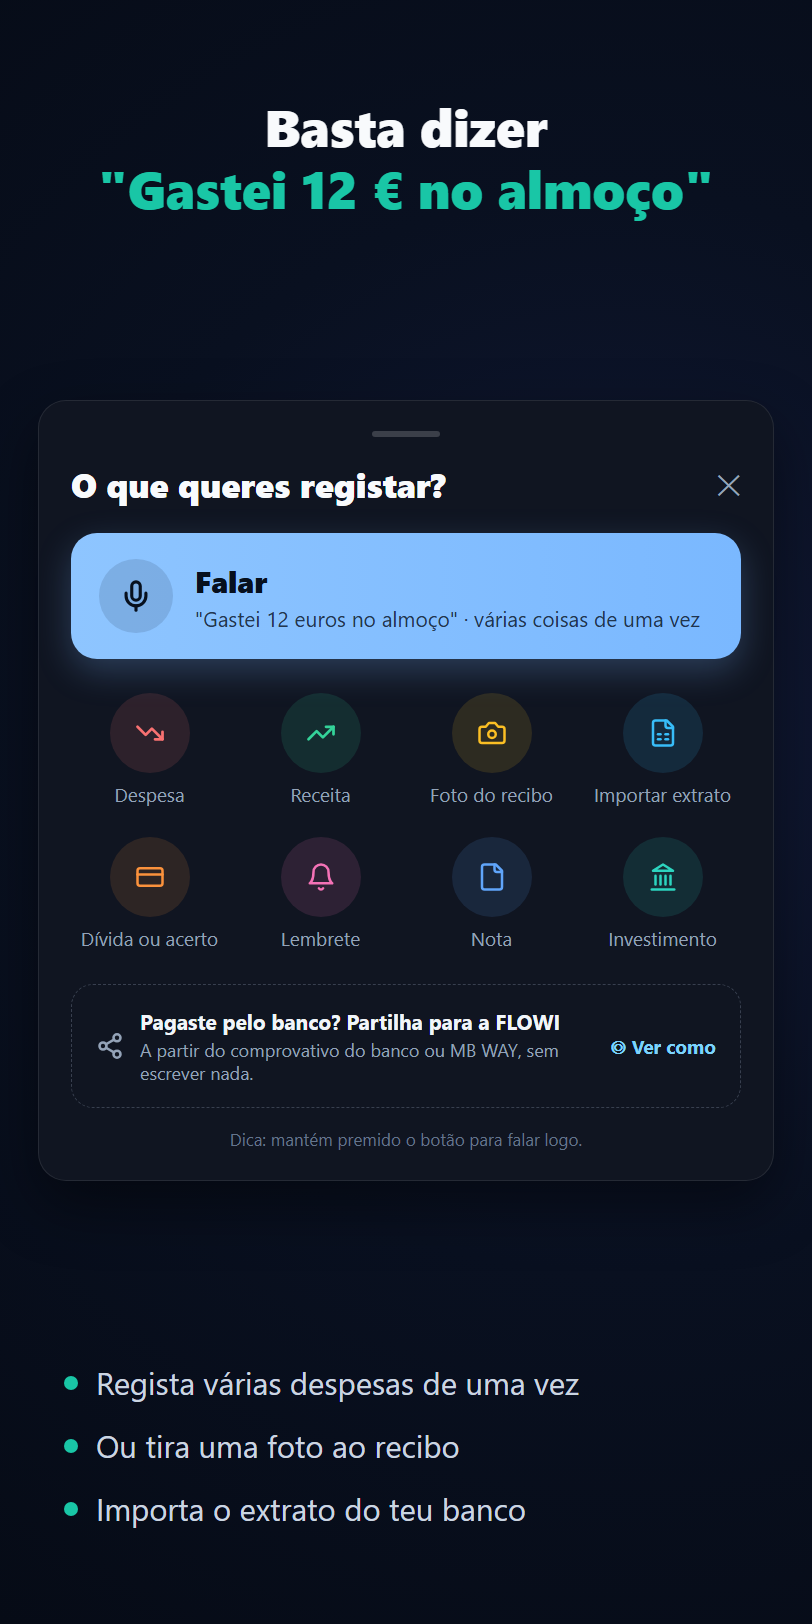 Basta dizer
"Gastei 12 € no almoço"
O que queres registar?
Falar
"Gastei 12 euros no almoço" · várias coisas de uma vez
Despesa
Receita
Foto do recibo
Importar extrato
Dívida ou acerto
Lembrete
Nota
Investimento
Pagaste pelo banco? Partilha para a FLOWI
A partir do comprovativo do banco ou MB WAY, sem
escrever nada.
Ver como
Dica: mantém premido o botão para falar logo.
Regista várias despesas de uma vez
Ou tira uma foto ao recibo
Importa o extrato do teu banco